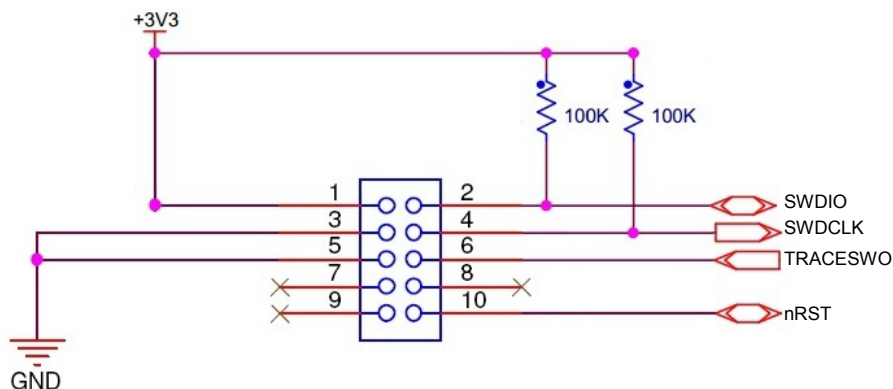 +3V3
100K 100K
1 2 SWDIO
3 4 SWDCLK
5 6 TRACESWO
7 8
9 10 nRST
GND